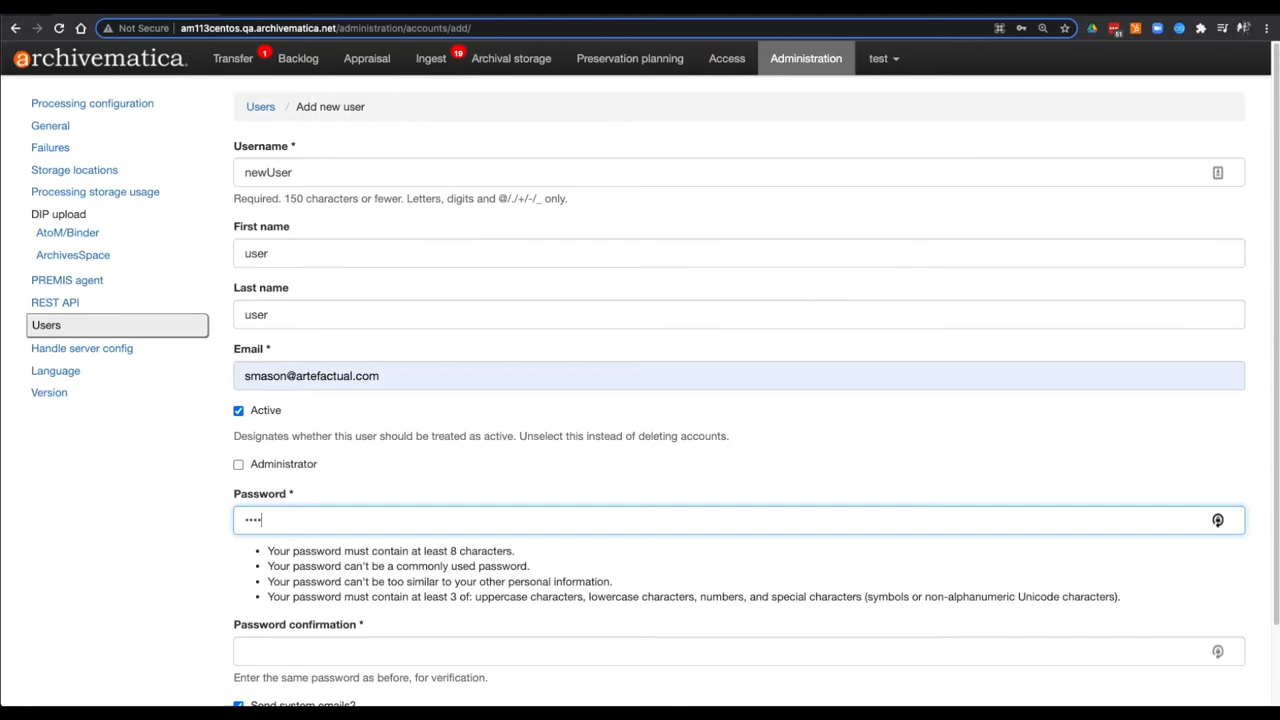 Not Secure am113centos.qa.archivematica.net/administration/accounts/add/ 61
archivematica Transfer 1 Backlog Appraisal Ingest 19 Archival storage Preservation planning Access Administration test
Processing configuration
General
Failures
Storage locations
Processing storage usage
DIP upload
AtoM/Binder
ArchivesSpace
PREMIS agent
REST API
Users
Handle server config
Language
Version
Users / Add new user
Username *
newUser
Required. 150 characters or fewer. Letters, digits and @/./+/-/_ only.
First name
user
Last name
user
Email *
smason@artefactual.com
Active
Designates whether this user should be treated as active. Unselect this instead of deleting accounts.
Administrator
Password *
••••
• Your password must contain at least 8 characters.
• Your password can't be a commonly used password.
• Your password can't be too similar to your other personal information.
• Your password must contain at least 3 of: uppercase characters, lowercase characters, numbers, and special characters (symbols or non-alphanumeric Unicode characters).
Password confirmation *
Enter the same password as before, for verification.
Send system emails?